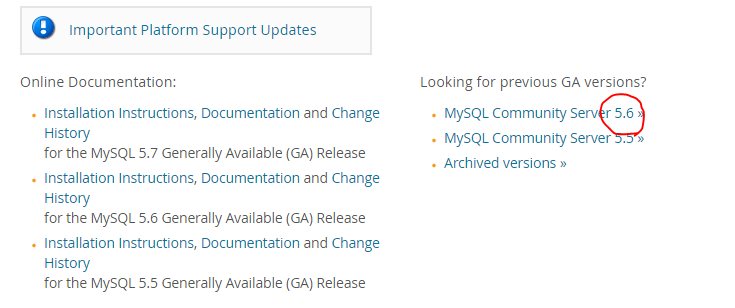 Important Platform Support Updates
Online Documentation:
Installation Instructions, Documentation and Change
History
for the MySQL 5.7 Generally Available (GA) Release
Installation Instructions, Documentation and Change
History
for the MySQL 5.6 Generally Available (GA) Release
Installation Instructions, Documentation and Change
History
for the MySQL 5.5 Generally Available (GA) Release
Looking for previous GA versions?
MySQL Community Server 5.6 »
MySQL Community Server 5.5 »
Archived versions »